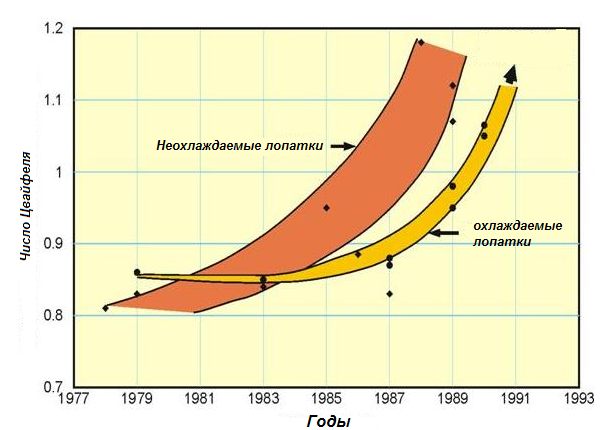 1.2
1.1
1
0.9
0.8
0.7
Число Цвайфеля
Неохлаждаемые лопатки
охлаждаемые
лопатки
1977 1979 1981 1983 1985 1987 1989 1991 1993
Годы